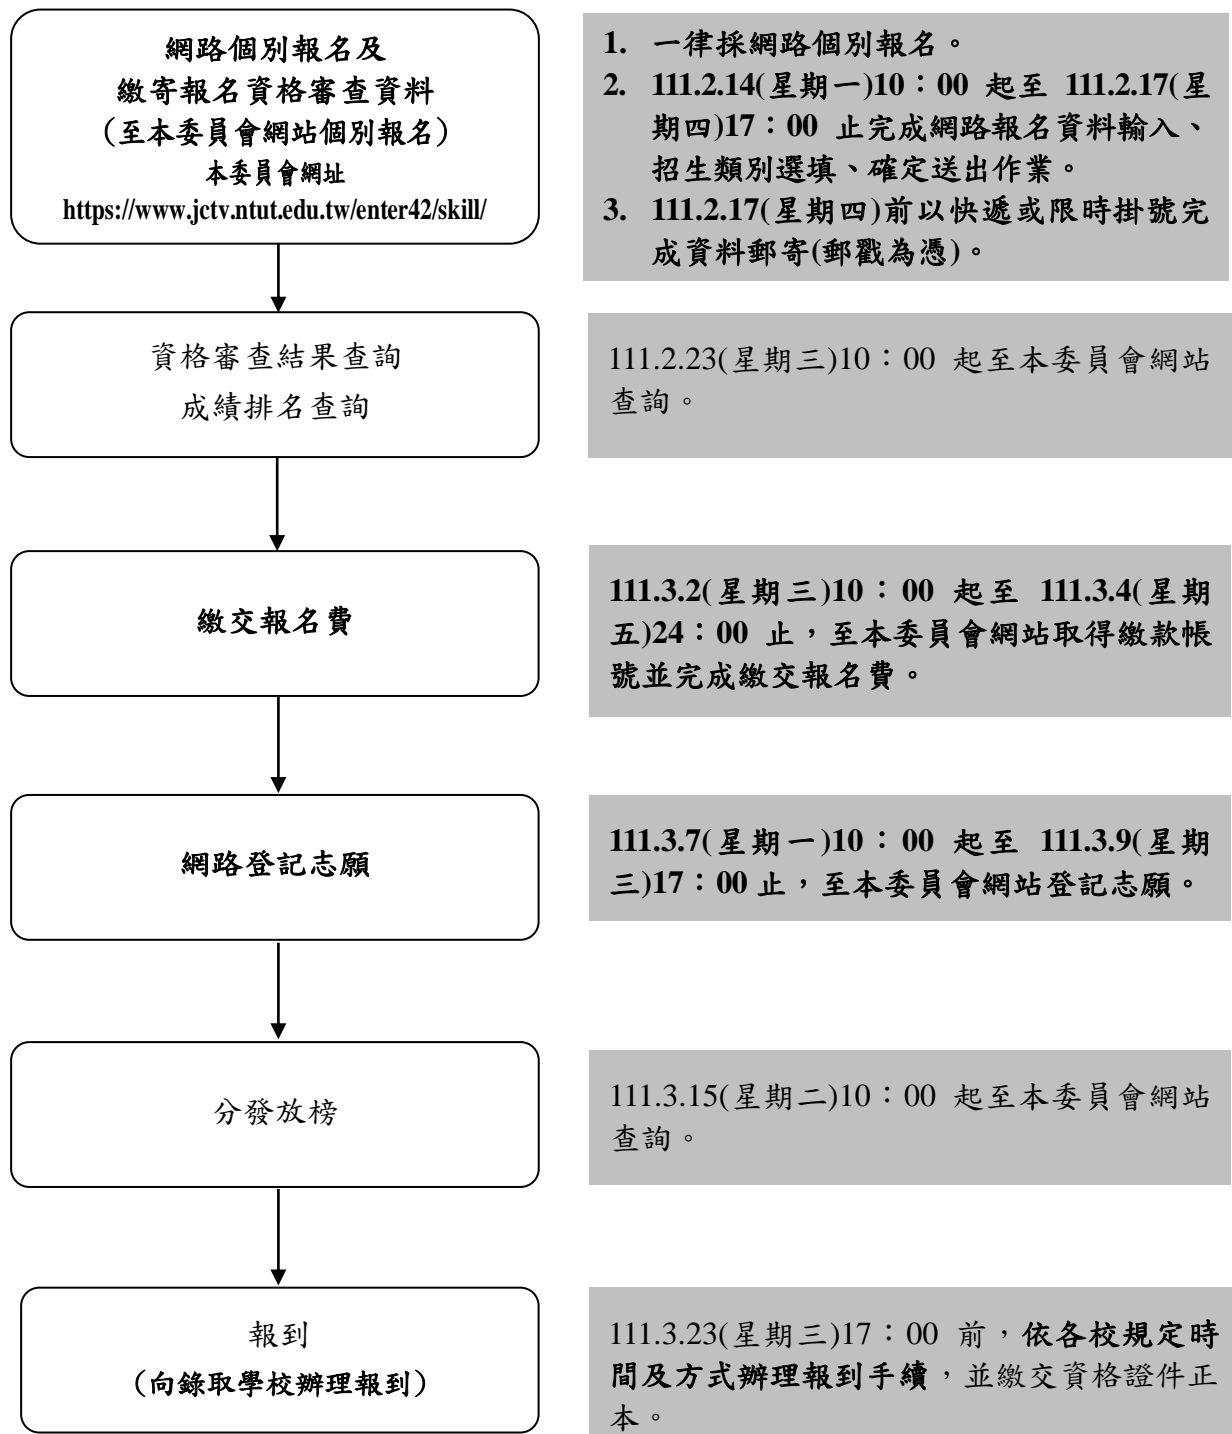 網路個別報名及
繳寄報名資格審查資料
(至本委員會網站個別報名)
本委員會網址
https://www.jctv.ntut.edu.tw/enter42/skill/
1. 一律採網路個別報名。
2. 111.2.14(星期一)10：00 起至 111.2.17(星
期四)17：00 止完成網路報名資料輸入、
招生類別選填、確定送出作業。
3. 111.2.17(星期四)前以快遞或限時掛號完
成資料郵寄(郵戳為憑)。
資格審查結果查詢
成績排名查詢
111.2.23(星期三)10：00 起至本委員會網站
查詢。
繳交報名費
111.3.2(星期三)10：00 起至 111.3.4(星期
五)24：00 止，至本委員會網站取得繳款帳
號並完成繳交報名費。
網路登記志願
111.3.7(星期一)10：00 起至 111.3.9(星期
三)17：00 止，至本委員會網站登記志願。
分發放榜
111.3.15(星期二)10：00 起至本委員會網站
查詢。
報到
(向錄取學校辦理報到)
111.3.23(星期三)17：00 前，依各校規定時
間及方式辦理報到手續，並繳交資格證件正
本。